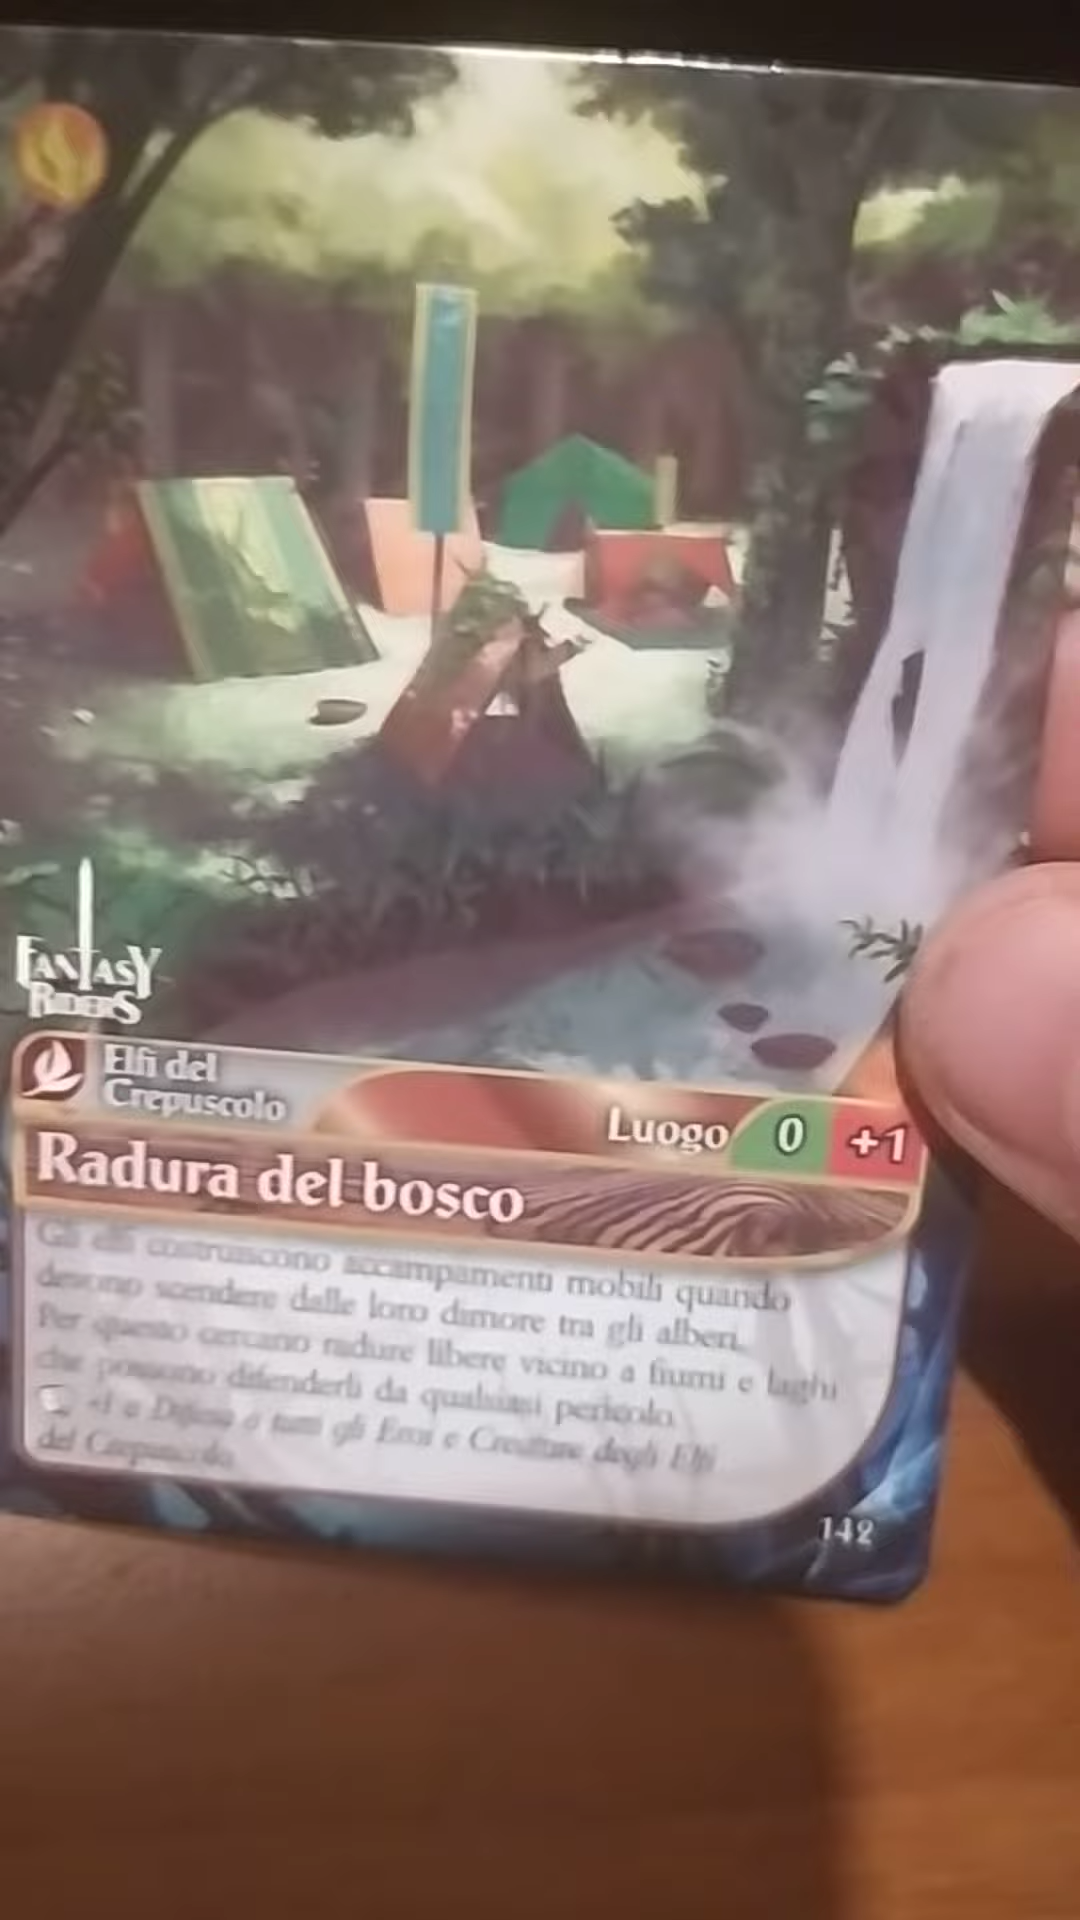 FANTASY
RIDERS
Elfi del
Crepuscolo
Luogo 0 +1
Radura del bosco
Gli elfi costruiscono accampamenti mobili quando
devono scendere dalle loro dimore tra gli alberi.
Per questo cercano radure libere vicino a fiumi e laghi
che possono difenderli da qualsiasi pericolo.
+1 a Difesa a tutti gli Eroi e Creature degli Elfi
del Crepuscolo.
142